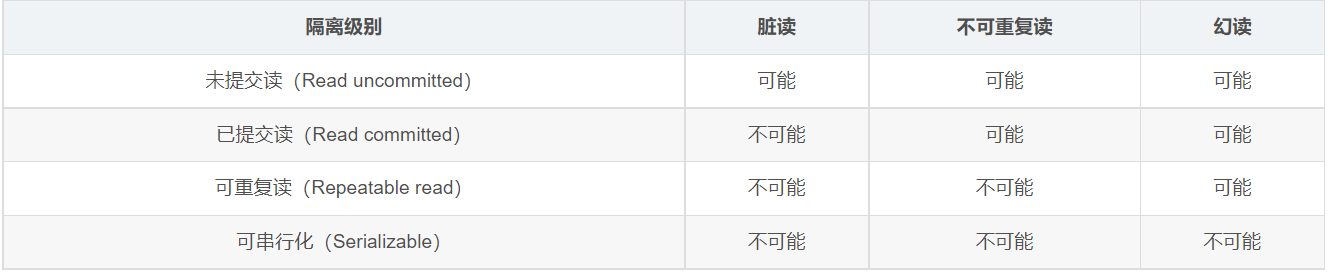 隔离级别 脏读 不可重复读 幻读
未提交读（Read uncommitted） 可能 可能 可能
已提交读（Read committed） 不可能 可能 可能
可重复读（Repeatable read） 不可能 不可能 可能
可串行化（Serializable） 不可能 不可能 不可能